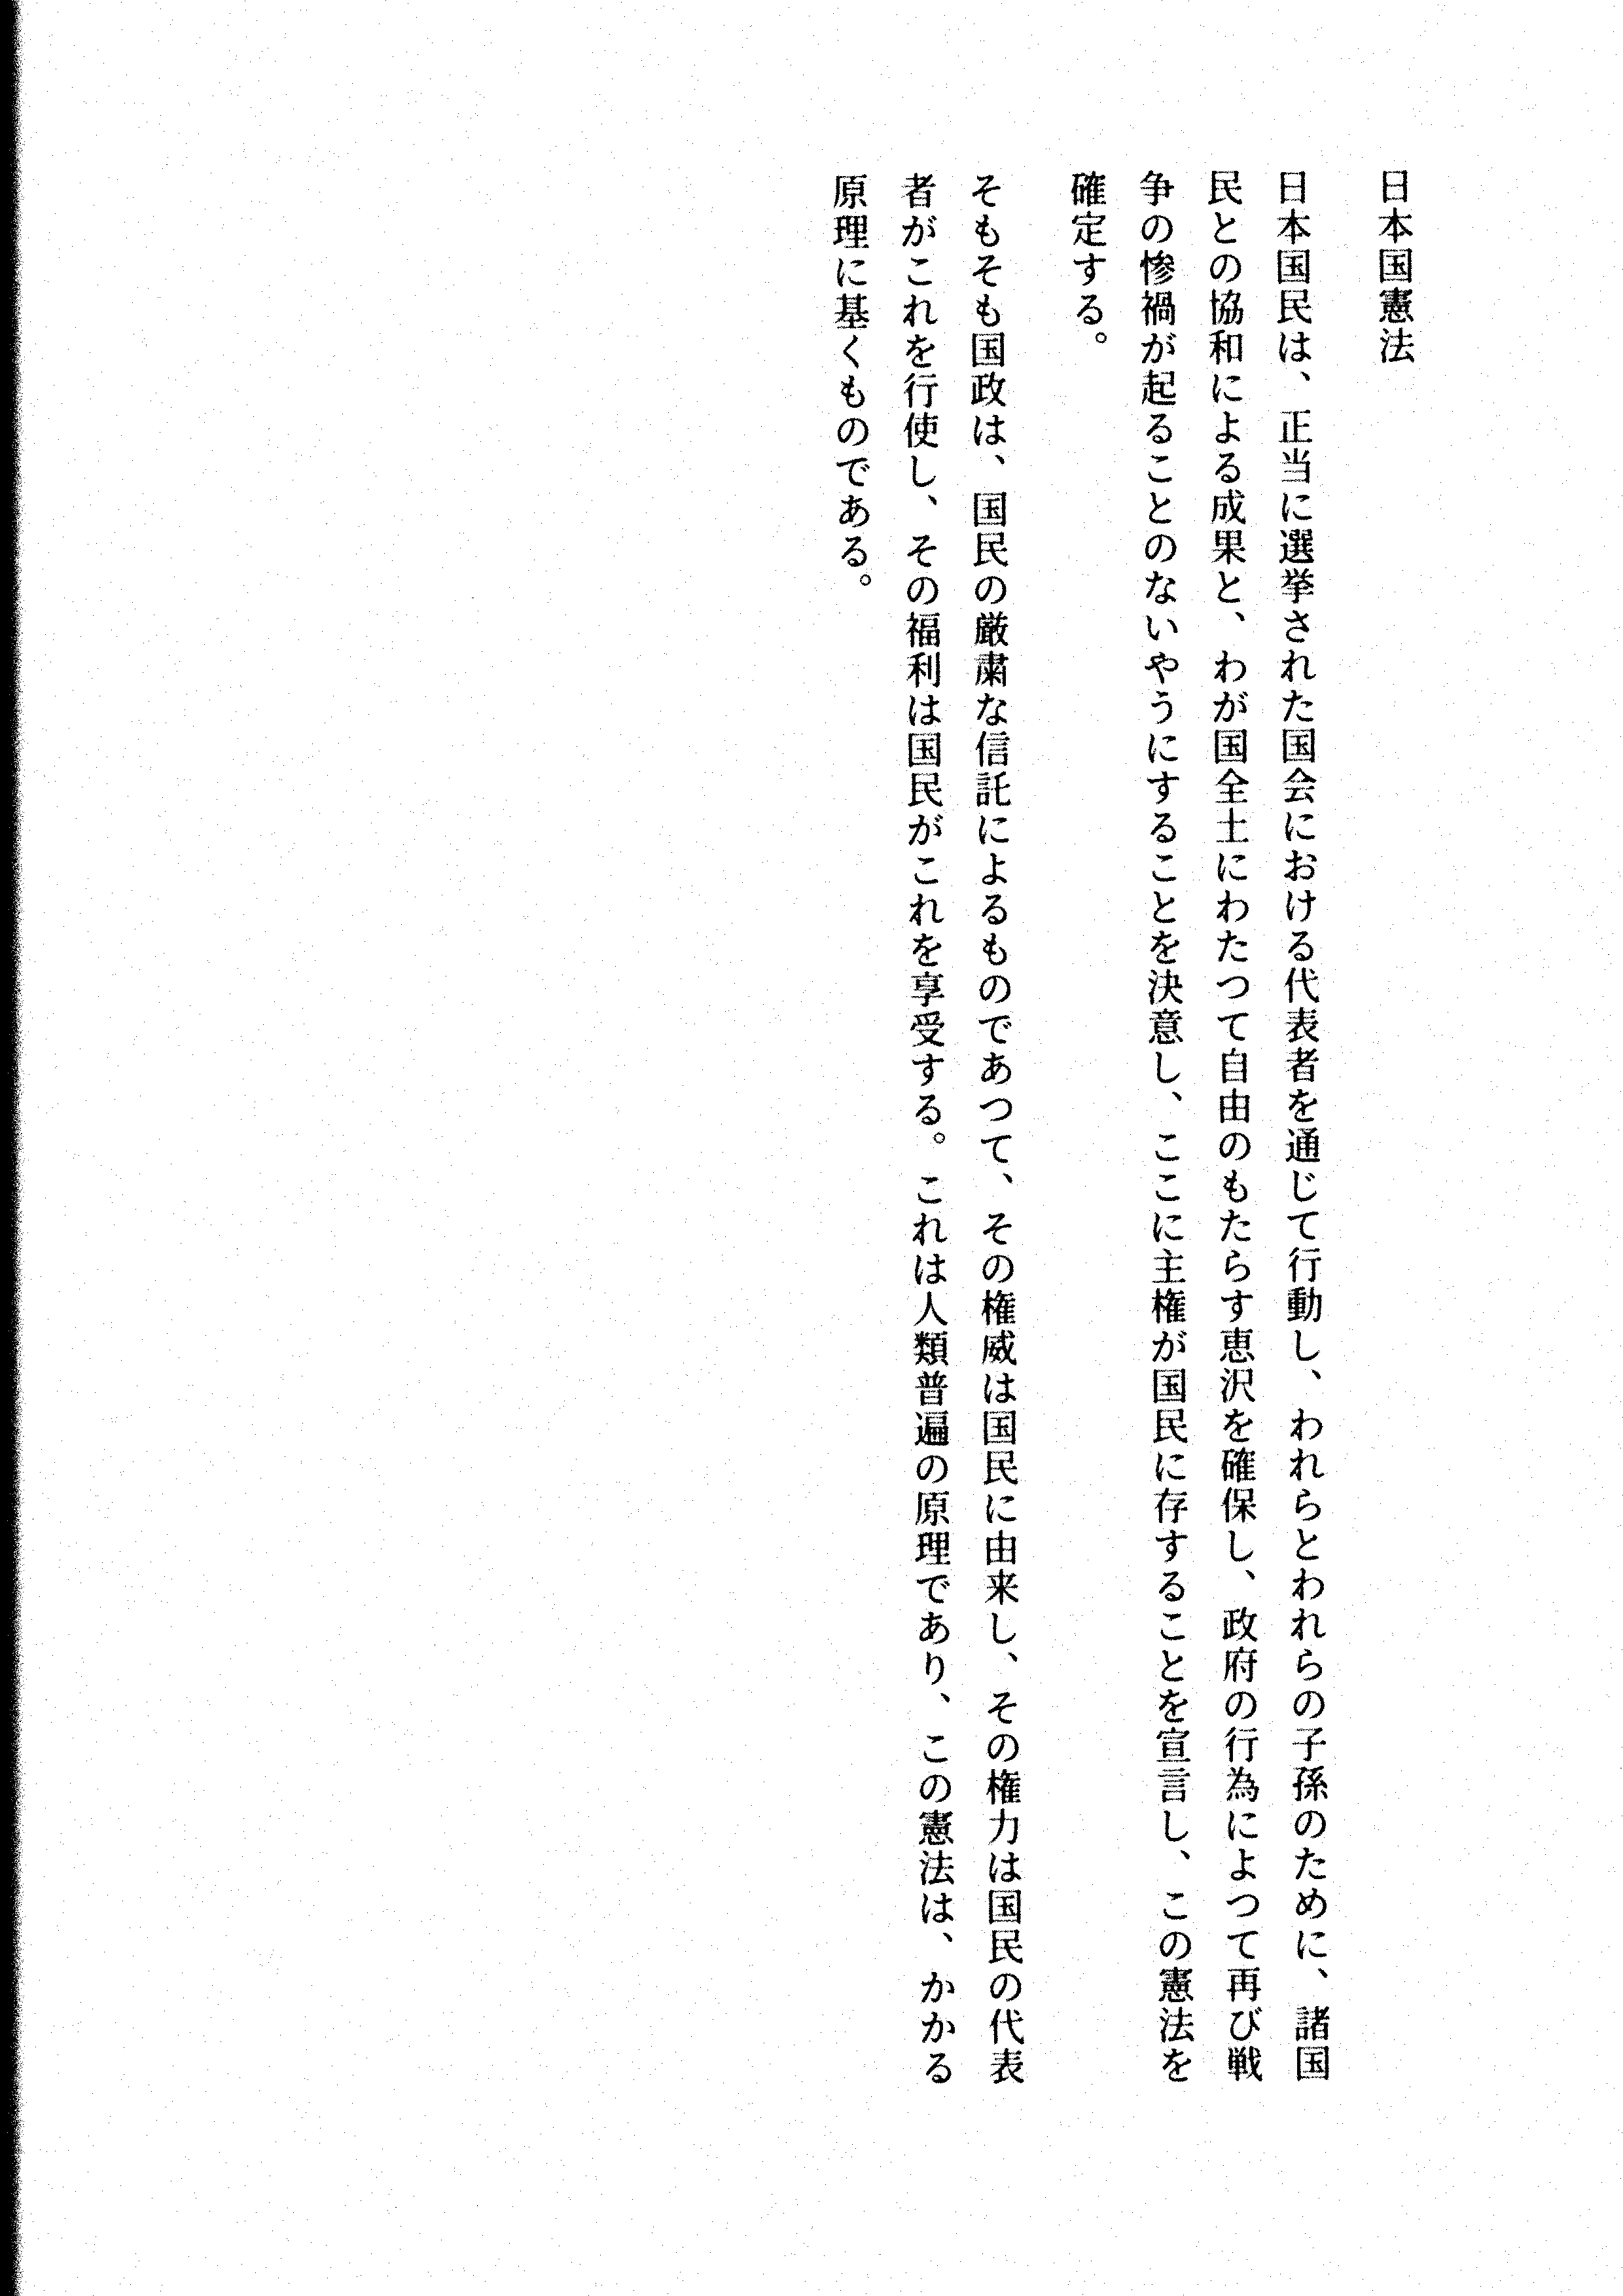 日本国憲法
日本国民は、正当に選挙された国会における代表者を通じて行動し、われらとわれらの子孫のために、諸国
民との協和による成果と、わが国全土にわたつて自由のもたらす恵沢を確保し、政府の行為によつて再び戦
争の惨禍が起ることのないやうにすることを決意し、ここに主権が国民に存することを宣言し、この憲法を
確定する。
そもそも国政は、国民の厳粛な信託によるものであつて、その権威は国民に由来し、その権力は国民の代表
者がこれを行使し、その福利は国民がこれを享受する。これは人類普遍の原理であり、この憲法は、かかる
原理に基くものである。